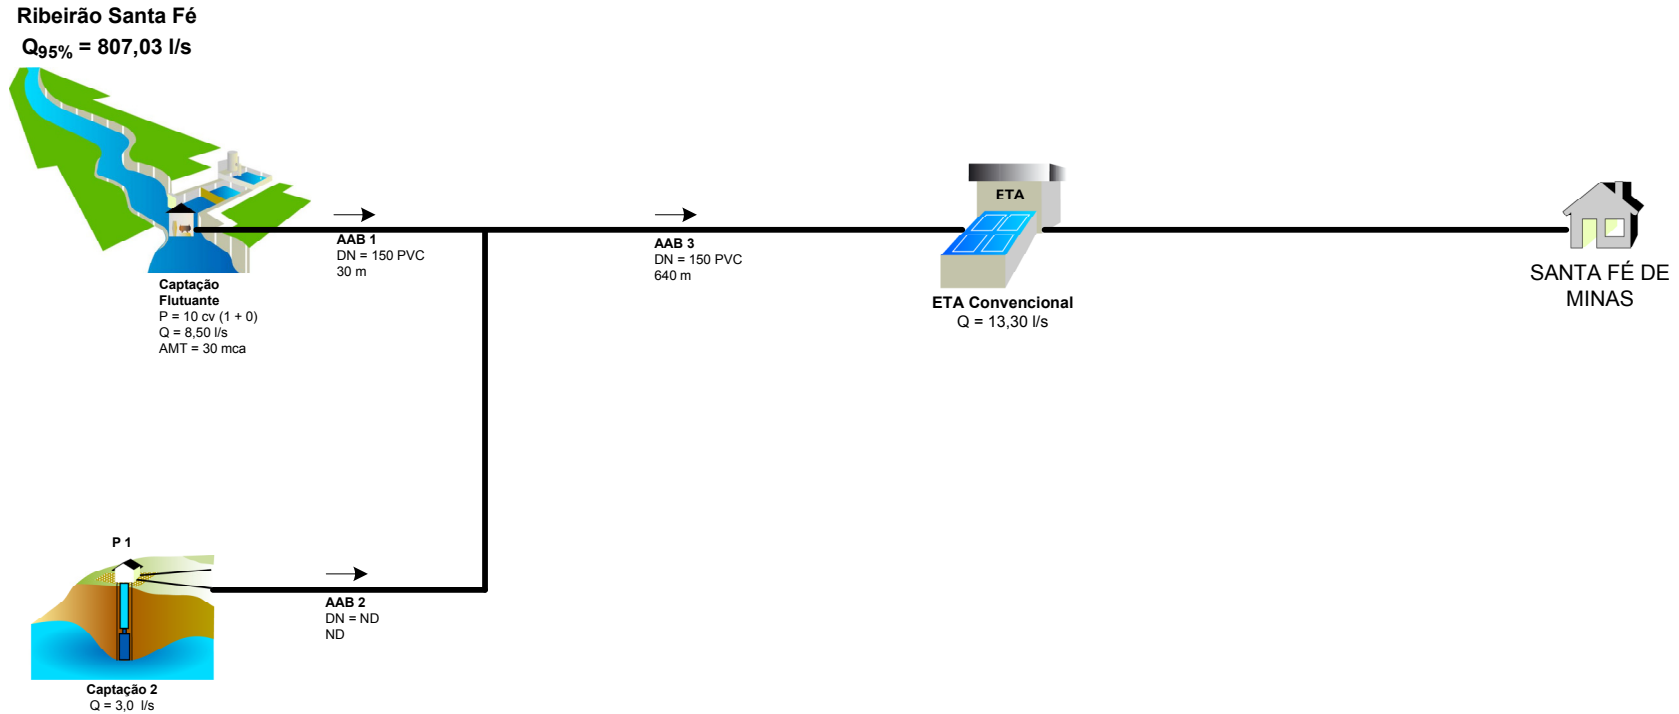 Ribeirão Santa Fé
Q95% = 807,03 l/s
AAB 1
DN = 150 PVC
30 m
Captação
Flutuante
P = 10 cv (1 + 0)
Q = 8,50 l/s
AMT = 30 mca
AAB 3
DN = 150 PVC
640 m
ETA
ETA Convencional
Q = 13,30 l/s
SANTA FÉ DE
MINAS
P 1
AAB 2
DN = ND
ND
Captação 2
Q = 3,0 l/s